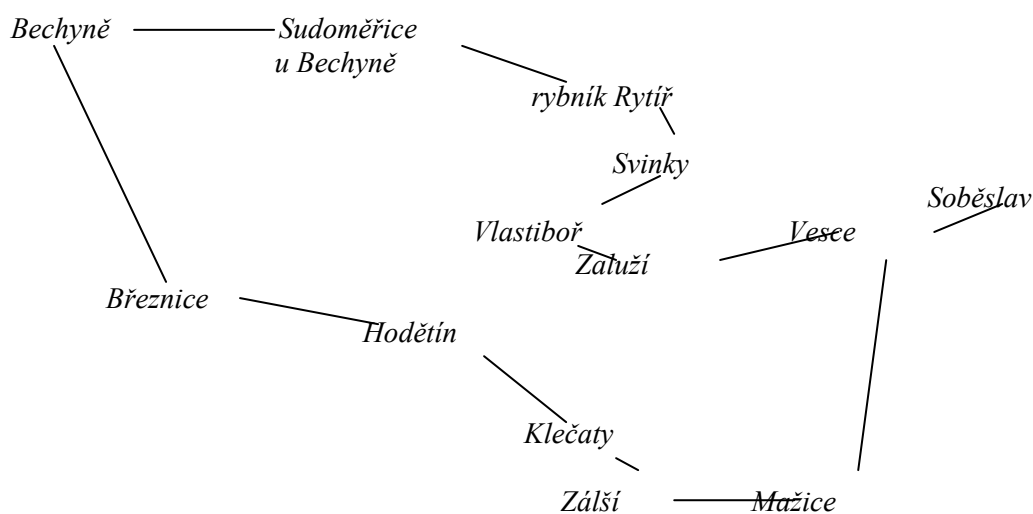 Bechyně
Sudoměřice
u Bechyně
rybník Rytíř
Svinky
Soběslav
Vlastiboř
Vesce
Zaluží
Březnice
Hodětín
Klečaty
Zálší
Mažice